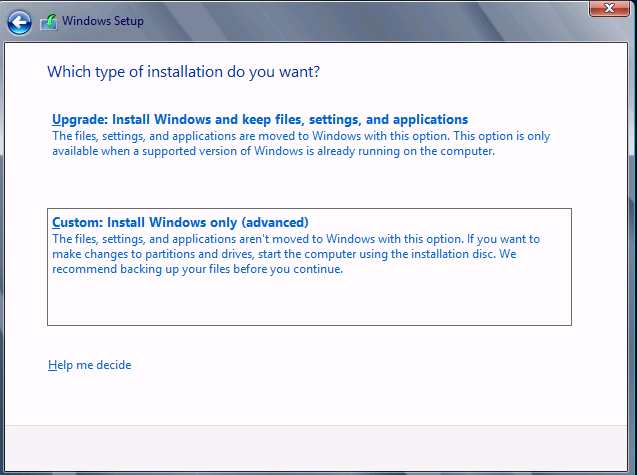 Windows Setup
Which type of installation do you want?
Upgrade: Install Windows and keep files, settings, and applications
The files, settings, and applications are moved to Windows with this option. This option is only
available when a supported version of Windows is already running on the computer.
Custom: Install Windows only (advanced)
The files, settings, and applications aren't moved to Windows with this option. If you want to
make changes to partitions and drives, start the computer using the installation disc. We
recommend backing up your files before you continue.
Help me decide